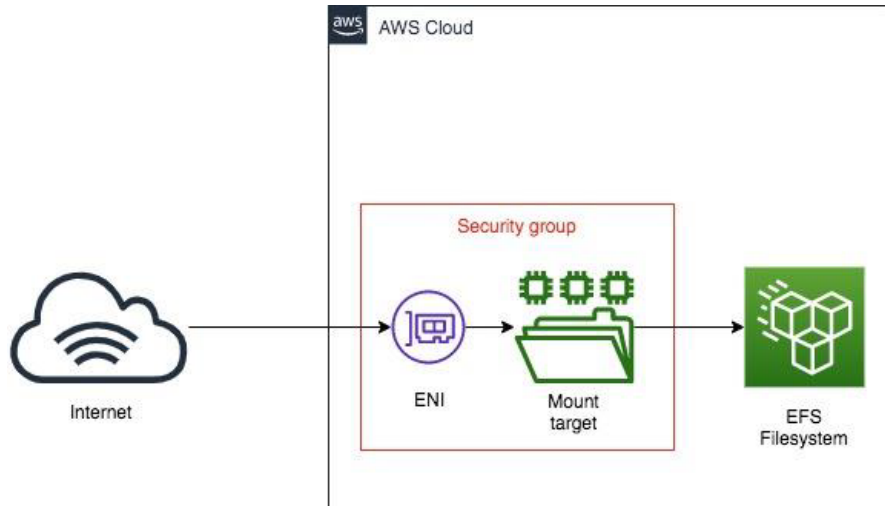 aws
AWS Cloud
Security group
Internet
ENI
Mount
target
EFS
Filesystem